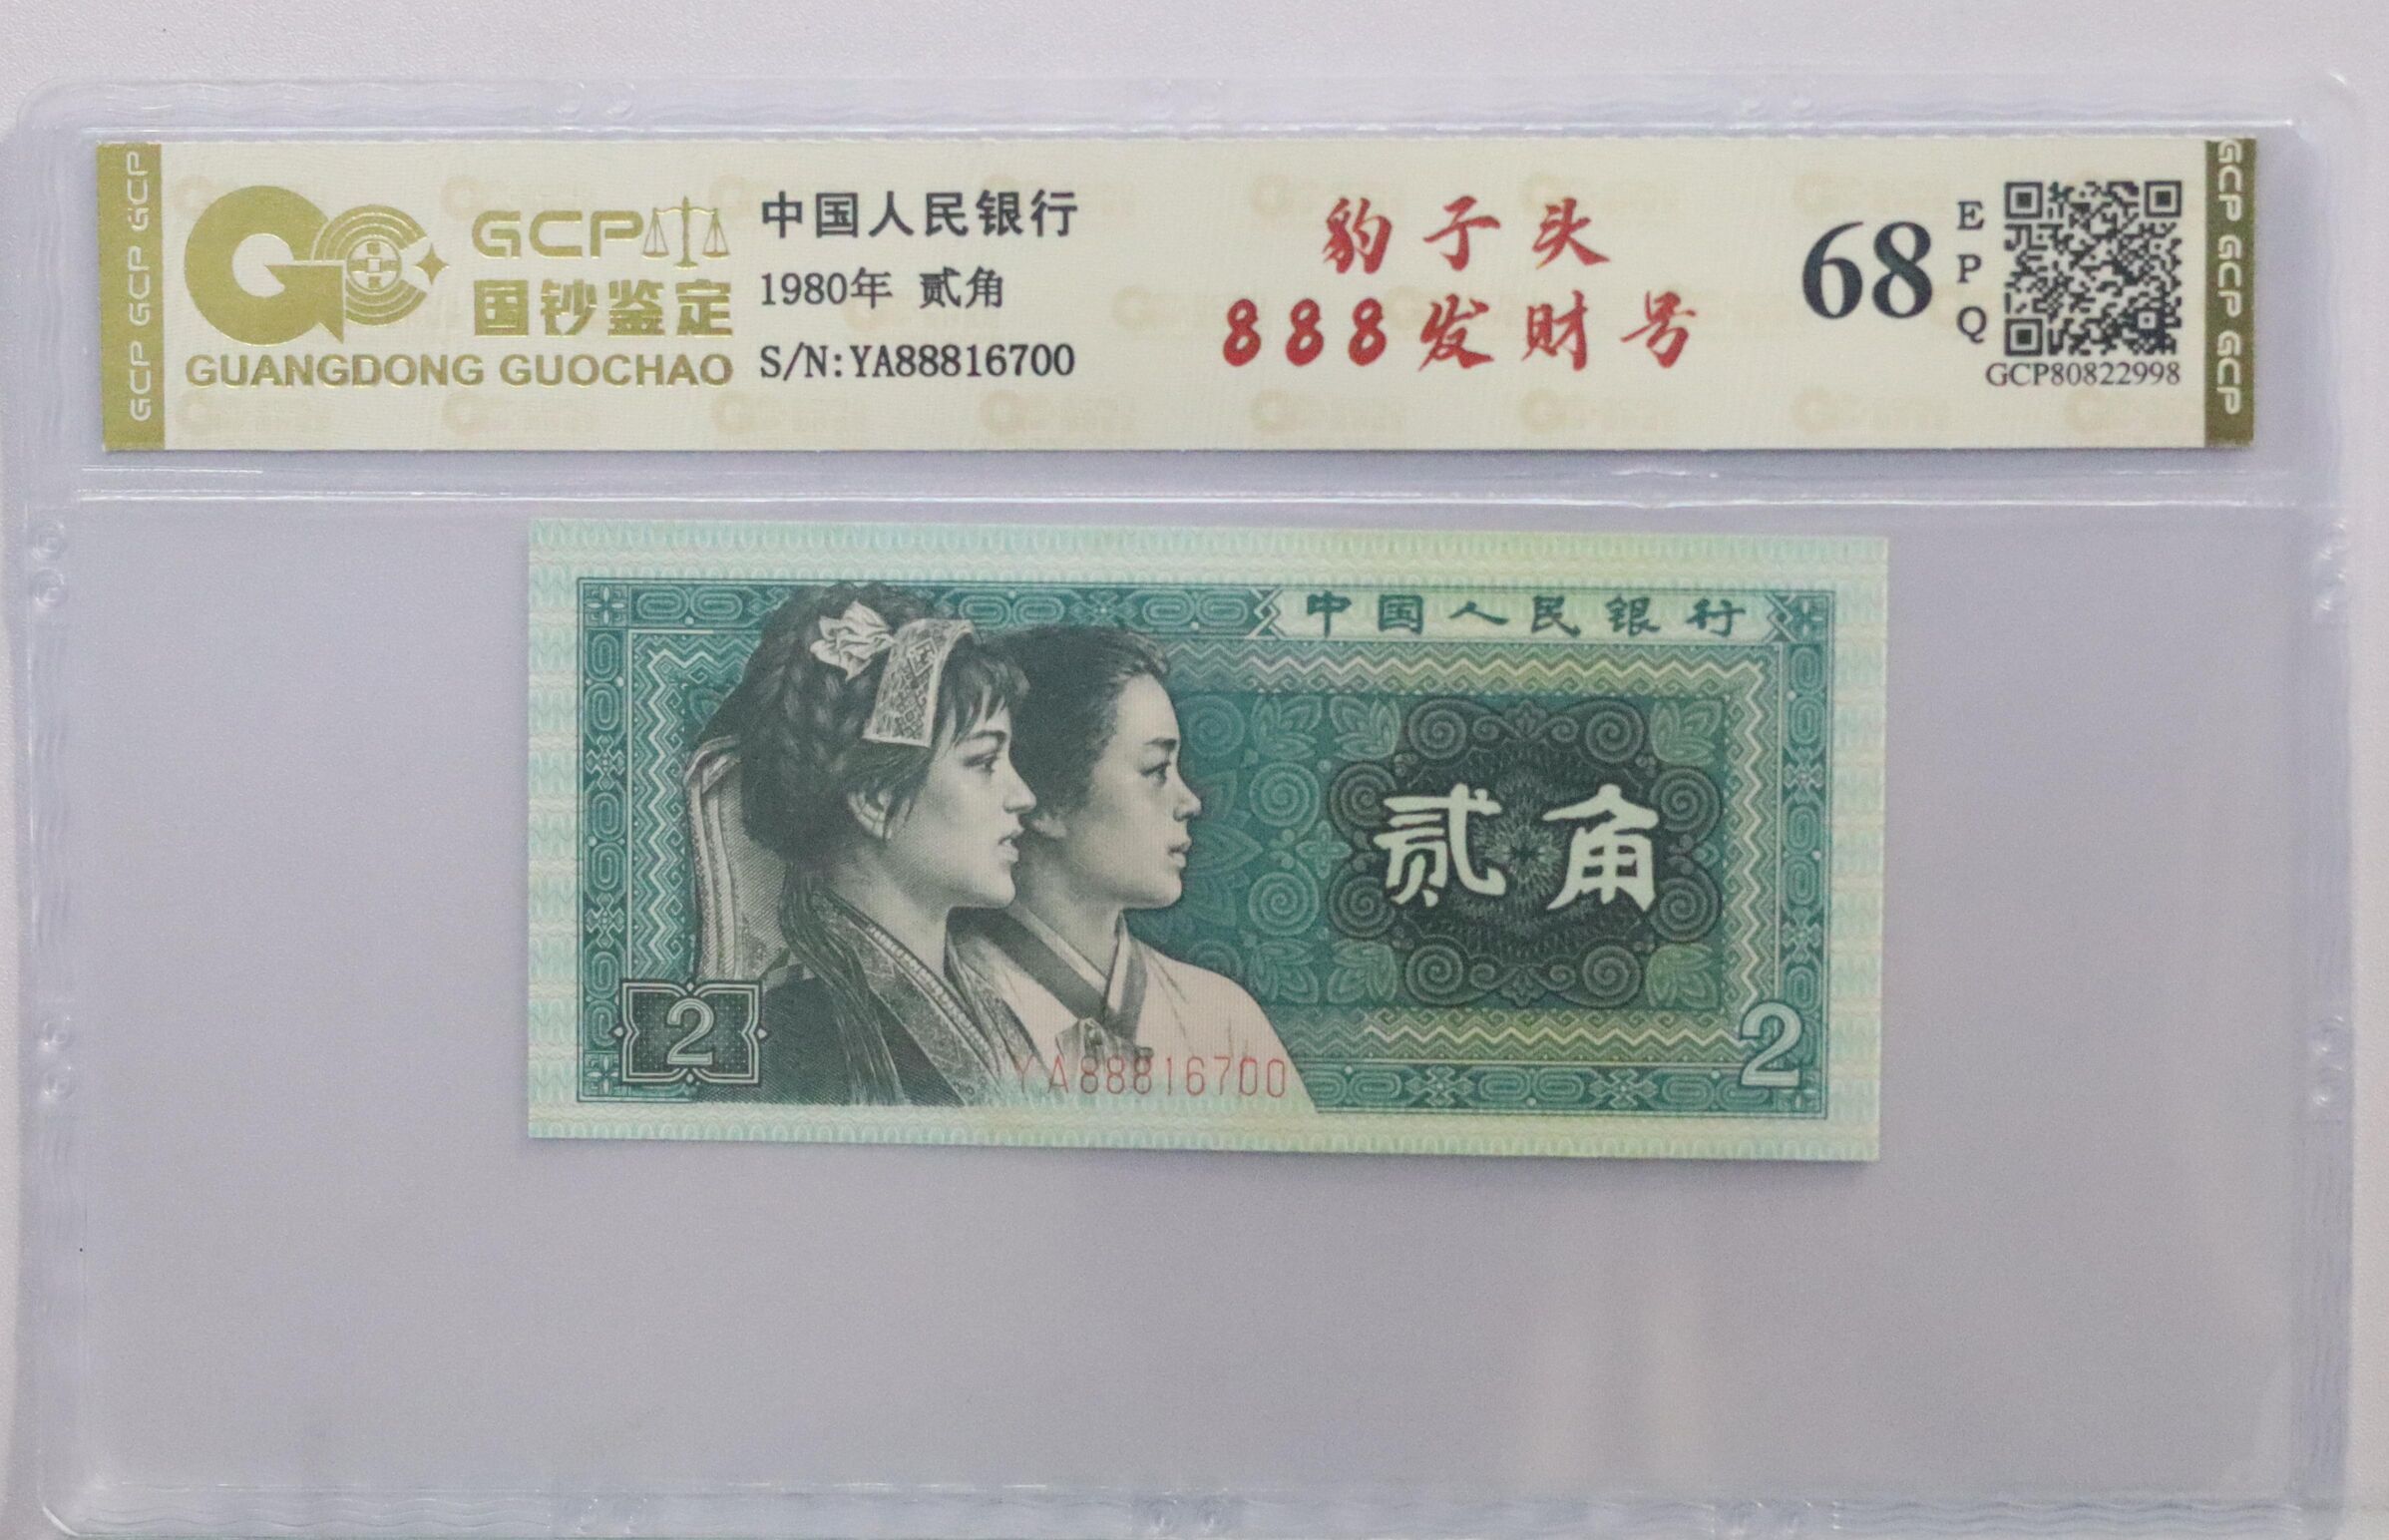 GCP GCP GCP
GCP
国钞鉴定
GUANGDONG GUOCHAO
中国人民银行
1980年 贰角
S/N:YA88816700
豹子头
888发财号
68
EPQ
GCP80822998
GCP GCP GCP
中国人民银行
贰角
2
YA88816700
2